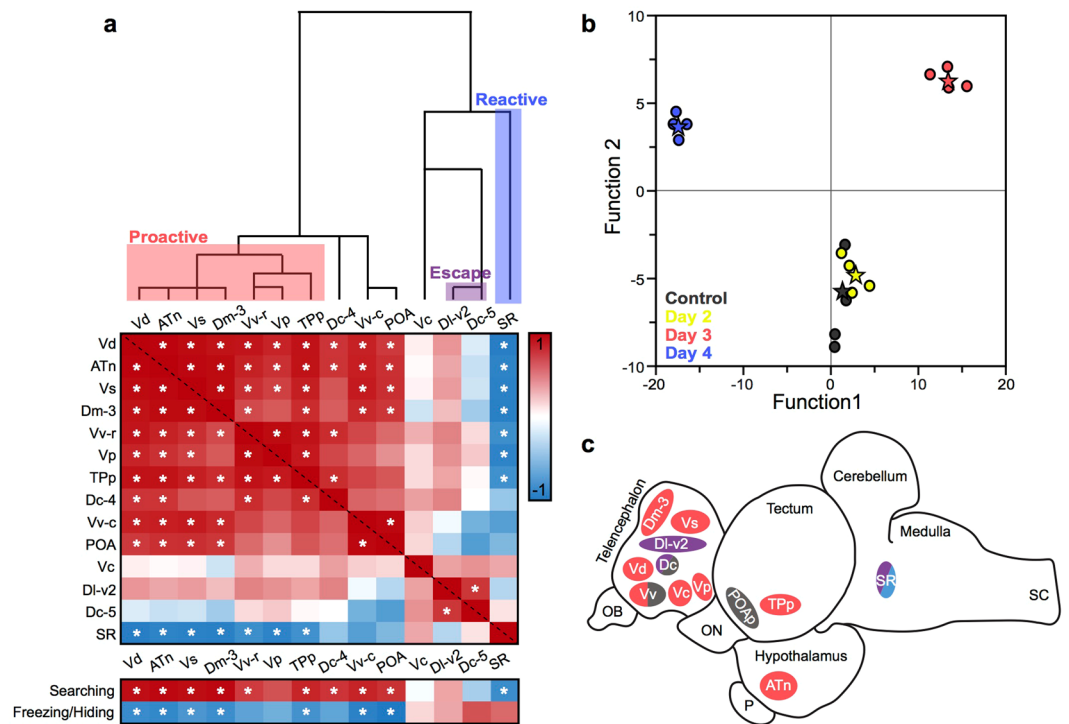 a
Reactive
Proactive
Escape
Vd ATn Vs Dm-3 Vv-r Vp TPp Dc-4 Vv-c POA Vc Dl-v2 Dc-5 SR
Vd * * * * * * * * * *
ATn * * * * * * * * * * *
Vs * * * * * * * * * *
Dm-3 * * * * * * * *
Vv-r * * * * * * * *
Vp * * * * * *
TPp * * * * * * * *
Dc-4 * * * *
Vv-c * * * * *
POA * * * * *
Vc
Dl-v2 *
Dc-5 *
SR * * * * * * *
Vd ATn Vs Dm-3 Vv-r Vp TPp Dc-4 Vv-c POA Vc Dl-v2 Dc-5 SR
Searching * * * * * * * * * *
Freezing/Hiding * * * * * * *
1
-1
b
Function 2
10
5
0
-5
-10
Control
Day 2
Day 3
Day 4
-20 -10 0 10 20
Function1
c
Cerebellum
Telencephalon
Tectum
Medulla
Dm-3
Vs
Dl-v2
Vd
Dc
Vv
Vc
Vp
POAp
TPp
SR
SC
OB
ON
Hypothalamus
ATn
P